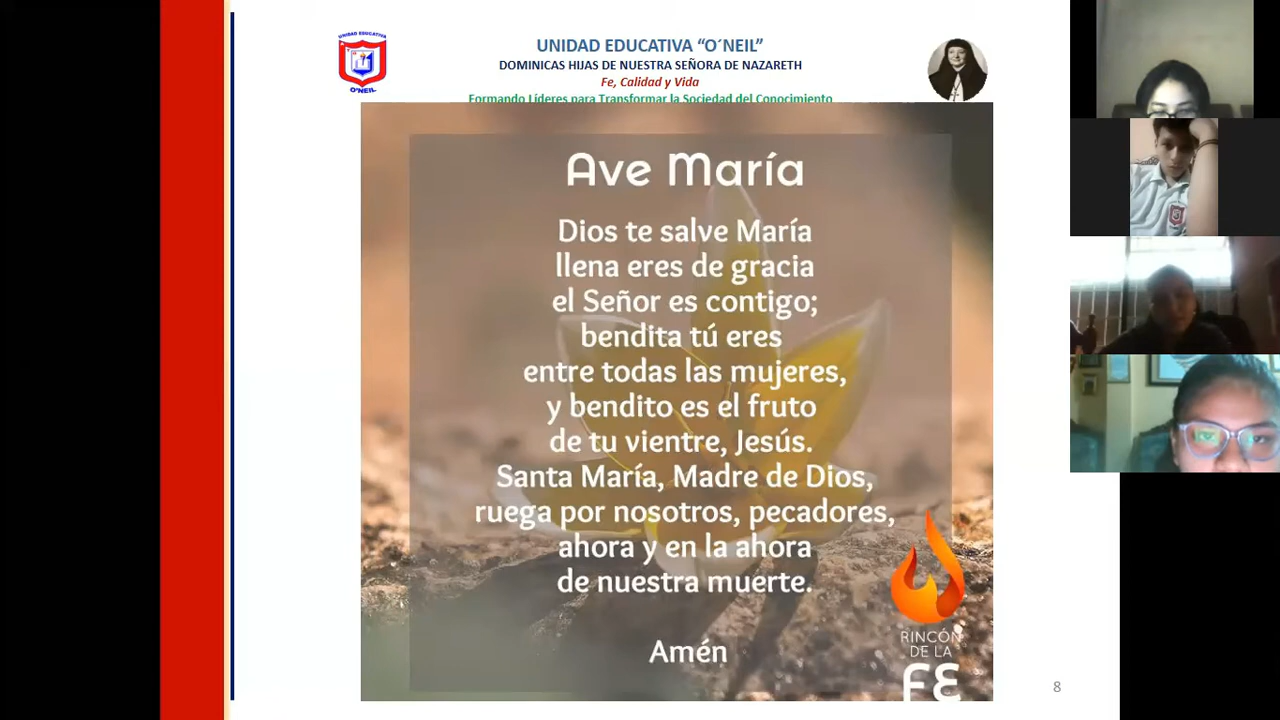 UNIDAD EDUCATIVA
O'NEIL
UNIDAD EDUCATIVA “O´NEIL”
DOMINICAS HIJAS DE NUESTRA SEÑORA DE NAZARETH
Fe, Calidad y Vida
Formando Líderes para Transformar la Sociedad del Conocimiento
Ave María
Dios te salve María
llena eres de gracia
el Señor es contigo;
bendita tú eres
entre todas las mujeres,
y bendito es el fruto
de tu vientre, Jesús.
Santa María, Madre de Dios,
ruega por nosotros, pecadores,
ahora y en la ahora
de nuestra muerte.
Amén
RINCÓN
DE LA
FE
8